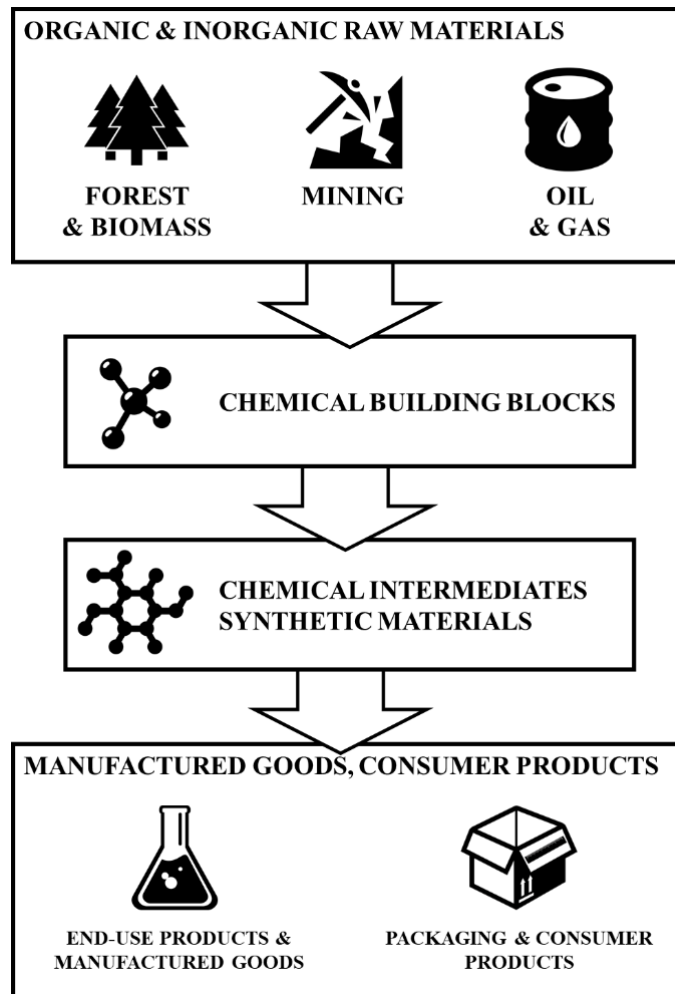 ORGANIC & INORGANIC RAW MATERIALS
FOREST
& BIOMASS
MINING
OIL
& GAS
CHEMICAL BUILDING BLOCKS
CHEMICAL INTERMEDIATES
SYNTHETIC MATERIALS
MANUFACTURED GOODS, CONSUMER PRODUCTS
END-USE PRODUCTS &
MANUFACTURED GOODS
PACKAGING & CONSUMER
PRODUCTS